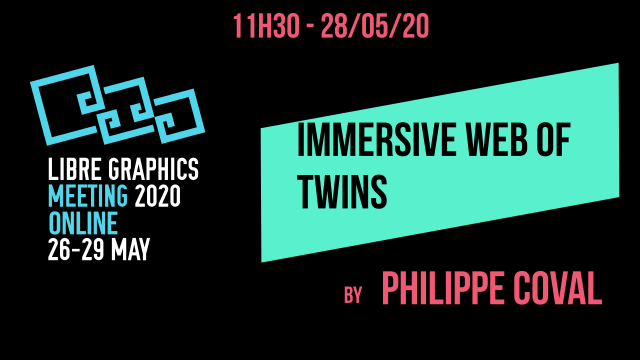 11H30 - 28/05/20
LIBRE GRAPHICS
MEETING 2020
ONLINE
26-29 MAY
IMMERSIVE WEB OF
TWINS
BY PHILIPPE COVAL